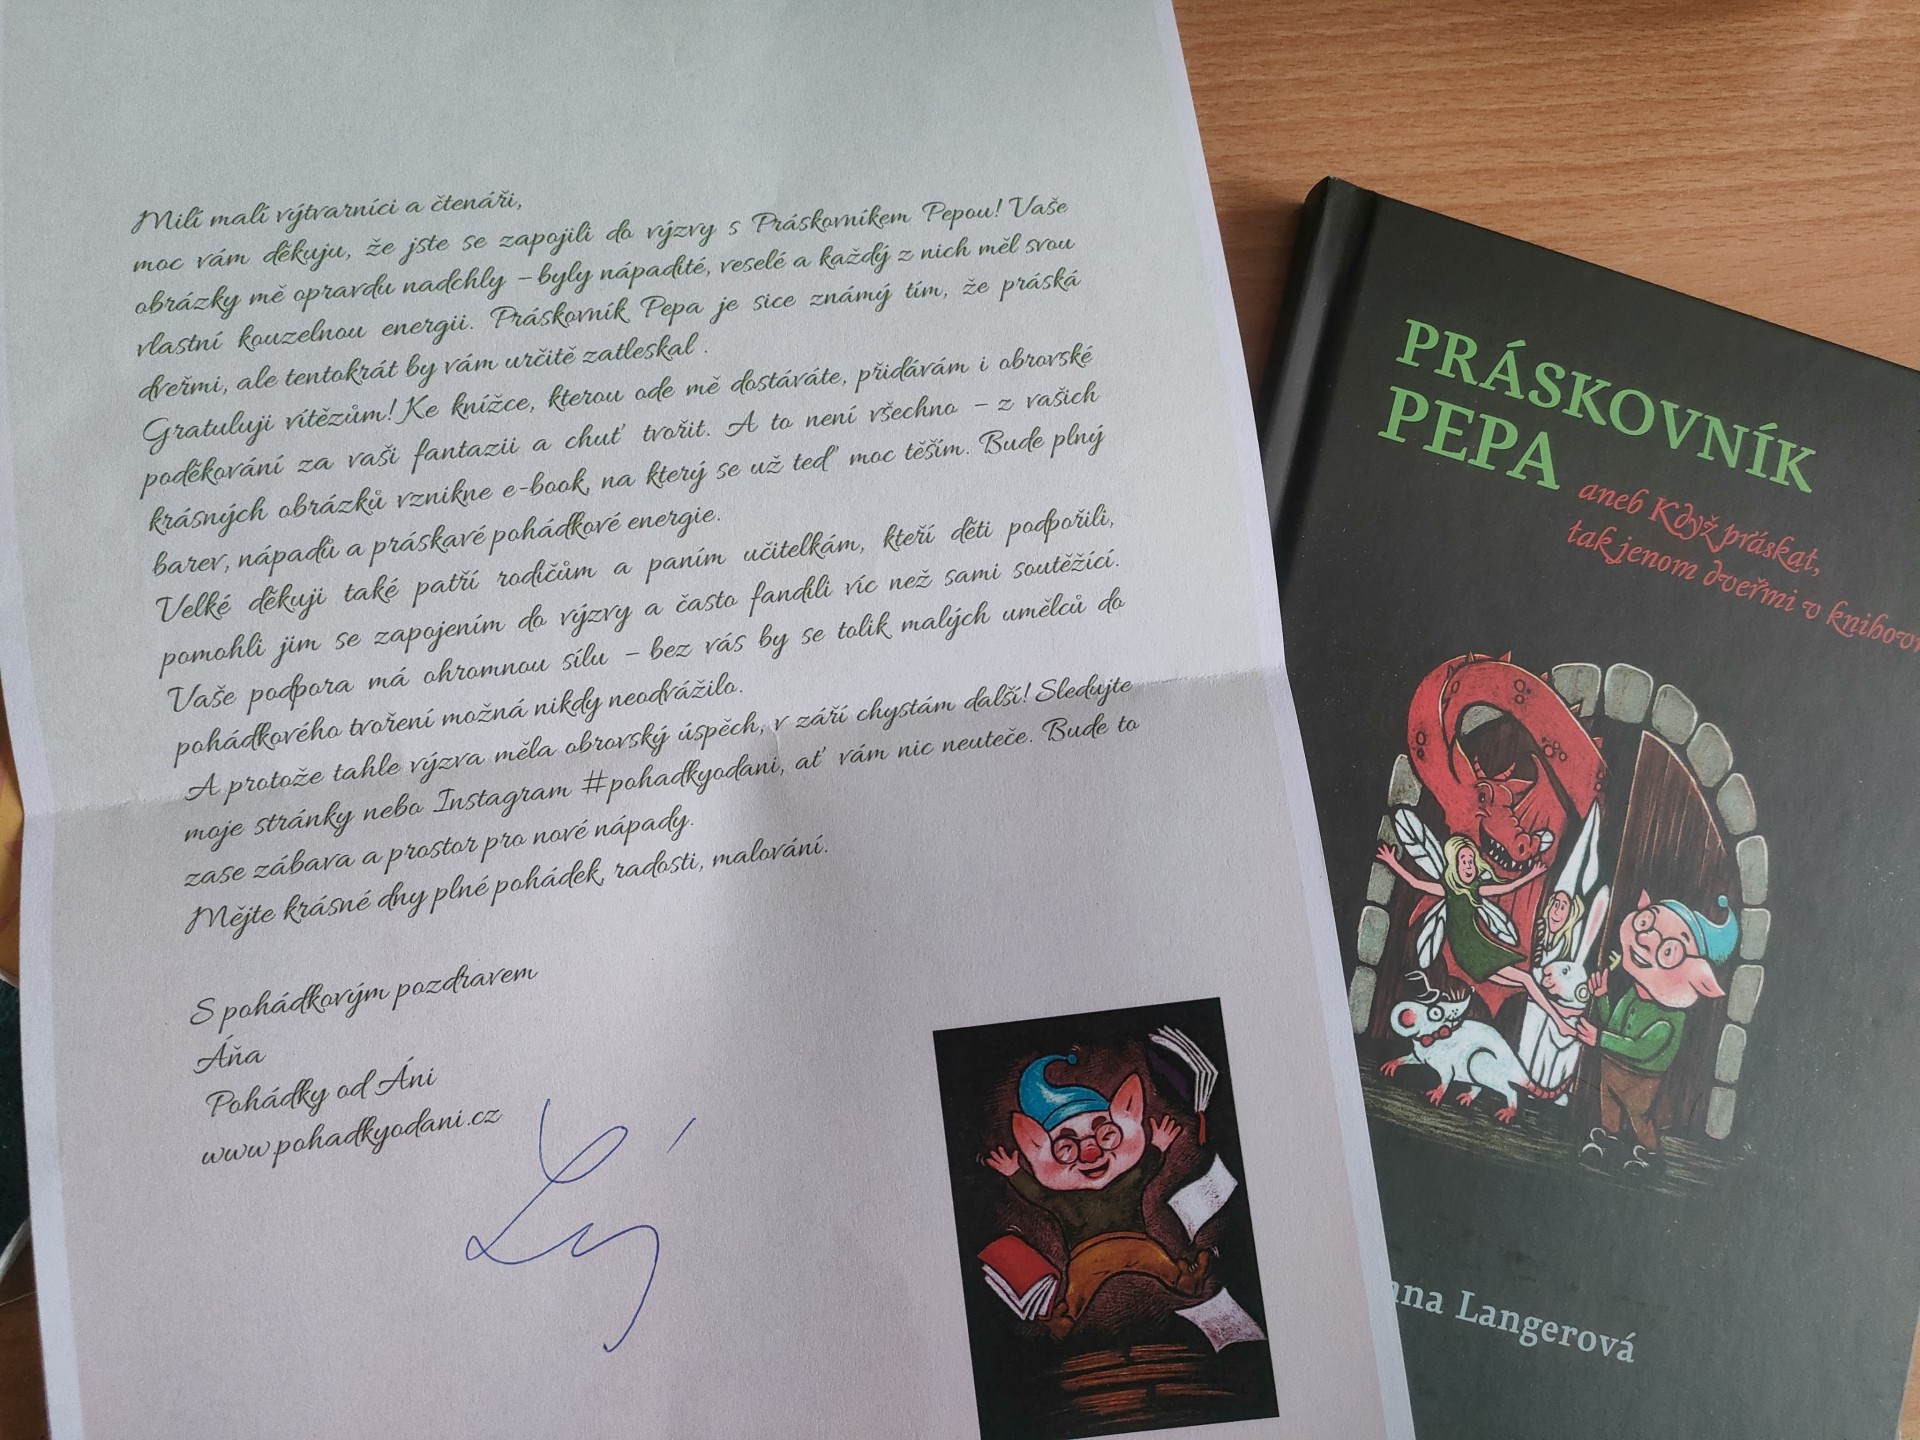 Milí malí výtvarníci a čtenáři,
moc vám děkuju, že jste se zapojili do výzvy s Práskovníkem Pepou! Vaše
obrázky mě opravdu nadchly – byly nápadité, veselé a každý z nich měl svou
vlastní kouzelnou energii. Práskovník Pepa je sice známý tím, že práská
dveřmi, ale tentokrát by vám určitě zatleskal .
Gratuluji vítězům! Ke knížce, kterou ode mě dostáváte, přidávám i obrovské
poděkování za vaši fantazii a chuť tvořit. A to není všechno – z vašich
krásných obrázků vznikne e-book, na který se už teď moc těším. Bude plný
barev, nápadů a práskavé pohádkové energie.
Velké děkuji také patří rodičům a paním učitelkám, kteří děti podpořili,
pomohli jim se zapojením do výzvy a často fandili víc než sami soutěžící.
Vaše podpora má ohromnou sílu – bez vás by se tolik malých umělců do
pohádkového tvoření možná nikdy neodvážilo.
A protože tahle výzva měla obrovský úspěch, v září chystám další! Sledujte
moje stránky nebo Instagram #pohadkyodani, ať vám nic neuteče. Bude to
zase zábava a prostor pro nové nápady.
Mějte krásné dny plné pohádek, radosti, malování.
S pohádkovým pozdravem
Áňa
Pohádky od Áni
www.pohadkyodani.cz
PRÁSKOVNÍK
PEPA
aneb Když práskat,
tak jenom dveřmi v
Langerová